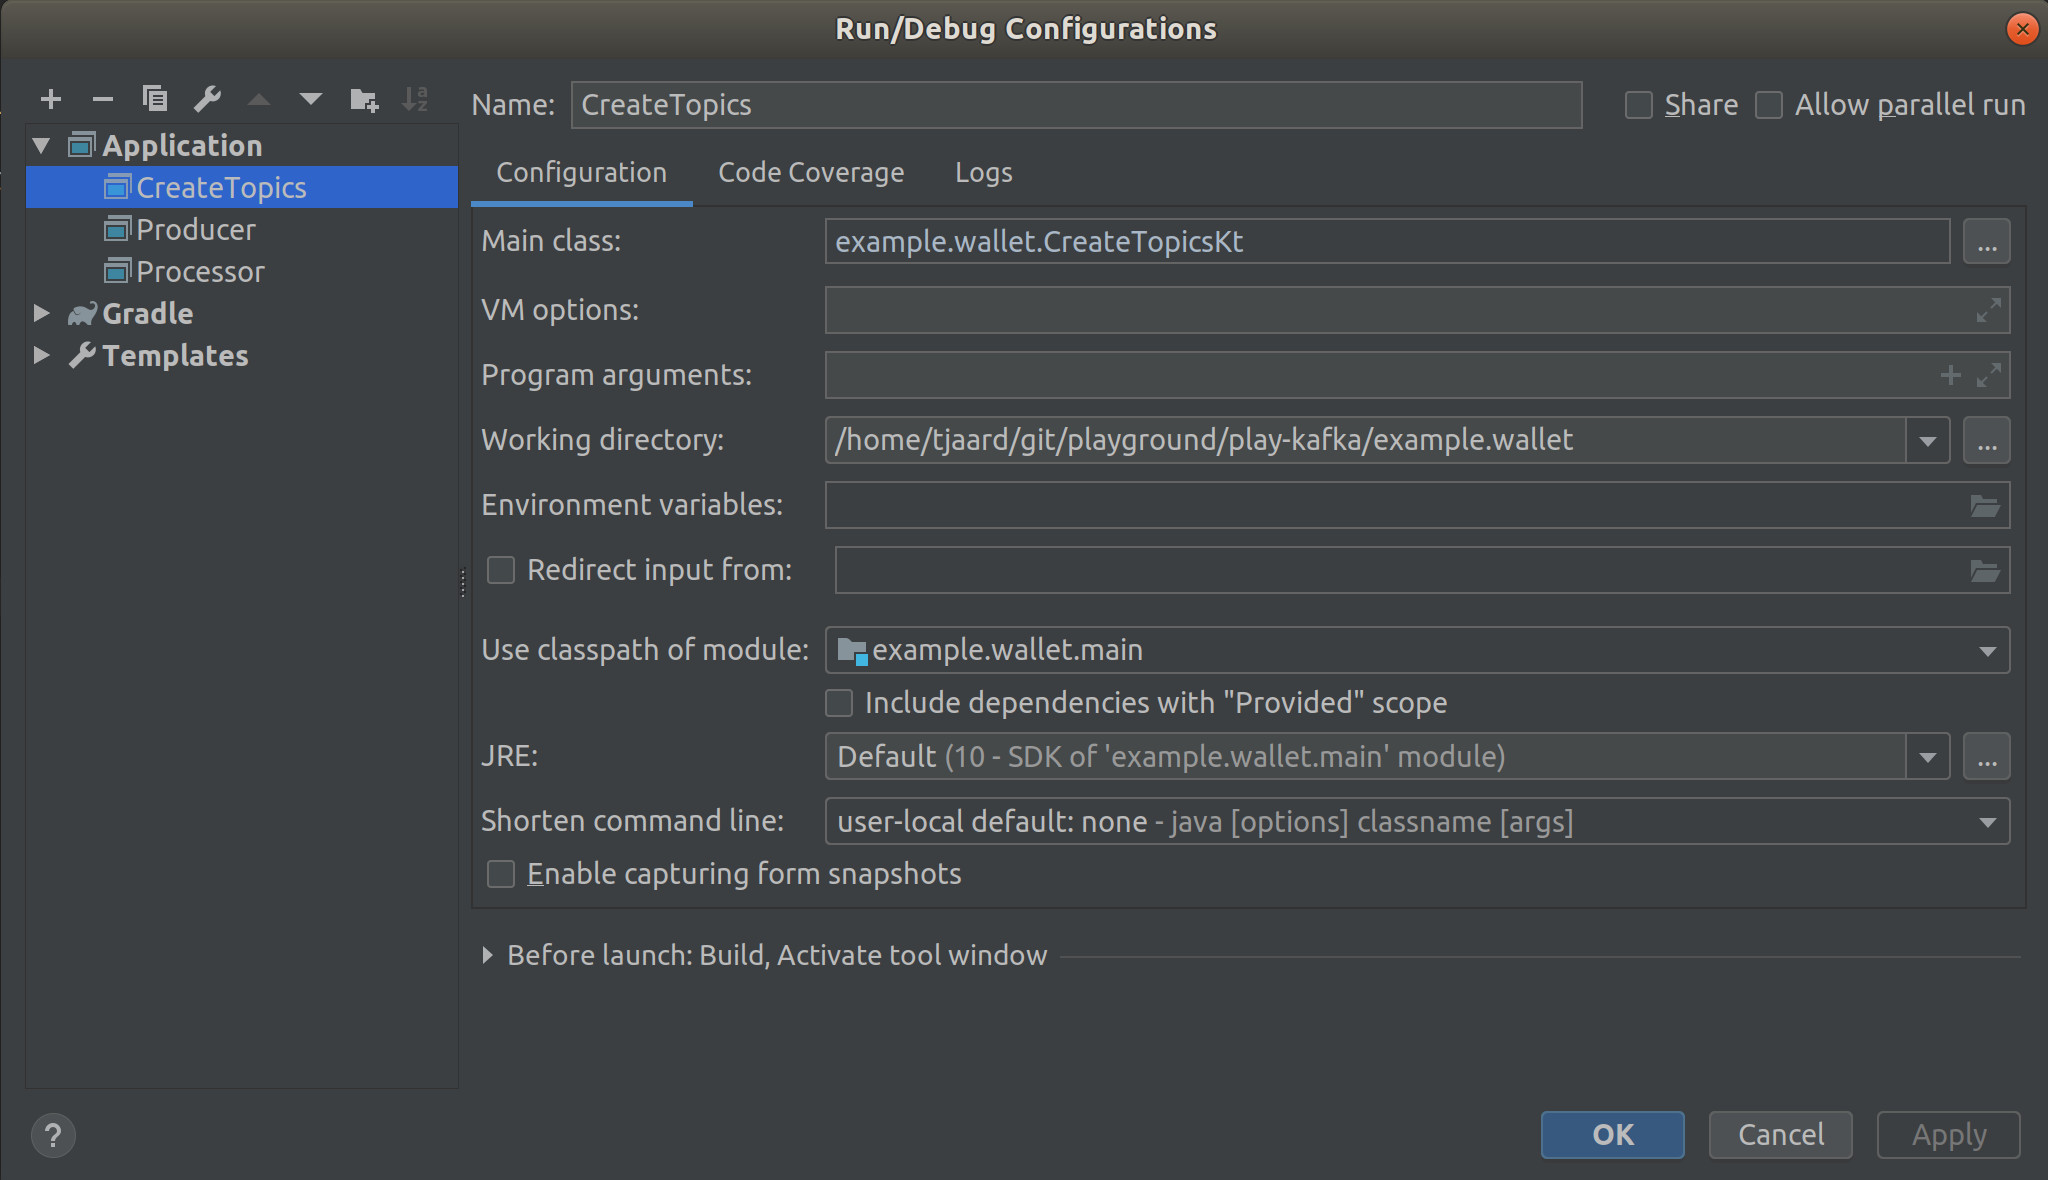 Run/Debug Configurations
Name: CreateTopics Share Allow parallel run
Application
CreateTopics
Producer
Processor
Gradle
Templates
Configuration Code Coverage Logs
Main class: example.wallet.CreateTopicsKt ...
VM options:
Program arguments:
Working directory: /home/tjaard/git/playground/play-kafka/example.wallet ...
Environment variables:
Redirect input from:
Use classpath of module: example.wallet.main
Include dependencies with "Provided" scope
JRE: Default (10 - SDK of 'example.wallet.main' module) ...
Shorten command line: user-local default: none - java [options] classname [args]
Enable capturing form snapshots
Before launch: Build, Activate tool window
? OK Cancel Apply